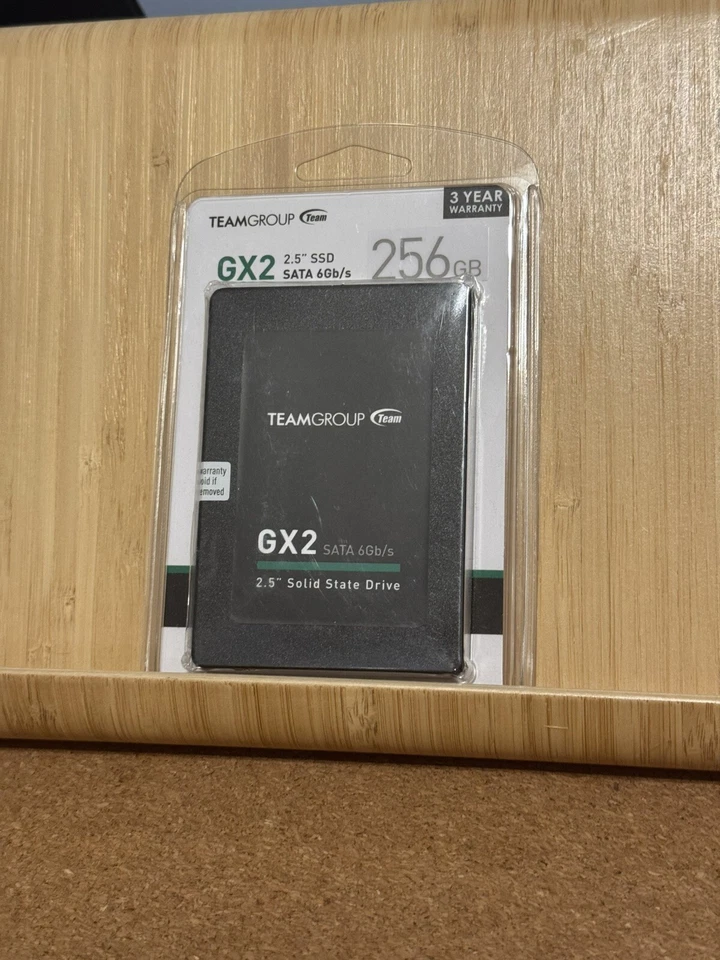 3 YEAR
WARRANTY
TEAMGROUP Team
GX2 2.5" SSD
SATA 6Gb/s
256GB
TEAMGROUP Team
warranty
void if
removed
GX2 SATA 6Gb/s
2.5" Solid State Drive